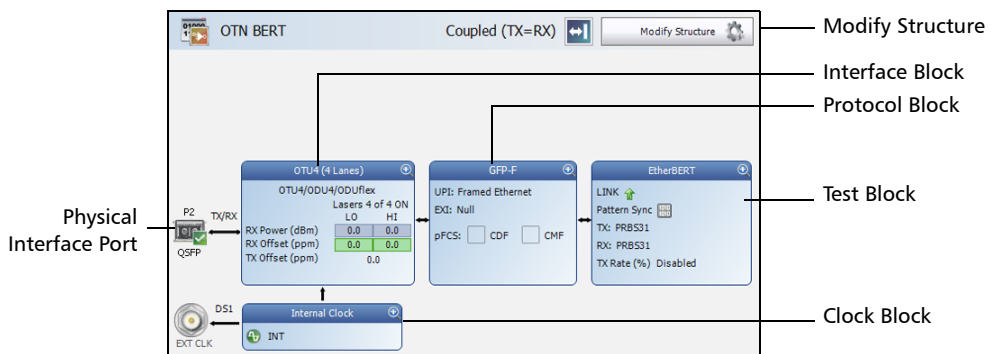 OTN BERT
Coupled (TX=RX)
Modify Structure
Modify Structure
Interface Block
Protocol Block
Test Block
Clock Block
Physical
Interface Port
P2
TX/RX
QSFP
OTU4 (4 Lanes)
OTU4/ODU4/ODUflex
Lasers 4 of 4 ON
LO HI
RX Power (dBm) 0.0 0.0
RX Offset (ppm) 0.0 0.0
TX Offset (ppm) 0.0
GFP-F
UPI: Framed Ethernet
EXI: Null
pFCS: CDF CMF
EtherBERT
LINK
Pattern Sync
TX: PRBS31
RX: PRBS31
TX Rate (%) Disabled
DS1
EXT CLK
Internal Clock
INT